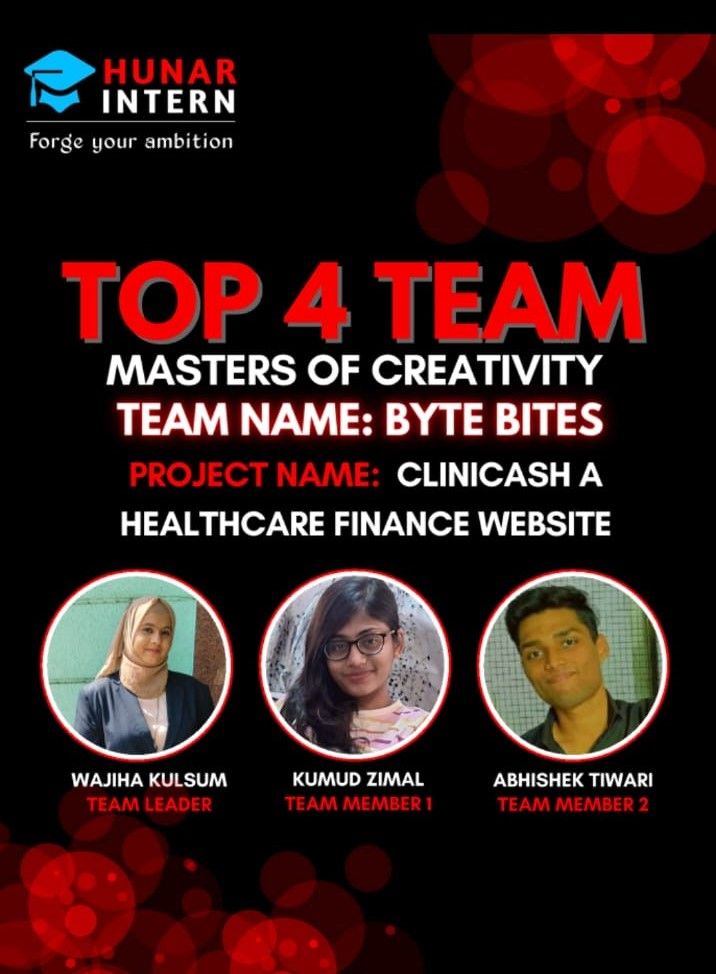 HUNAR
INTERN
Forge your ambition
TOP 4 TEAM
MASTERS OF CREATIVITY
TEAM NAME: BYTE BITES
PROJECT NAME: CLINICASH A
HEALTHCARE FINANCE WEBSITE
WAJIHA KULSUM
TEAM LEADER
KUMUD ZIMAL
TEAM MEMBER 1
ABHISHEK TIWARI
TEAM MEMBER 2